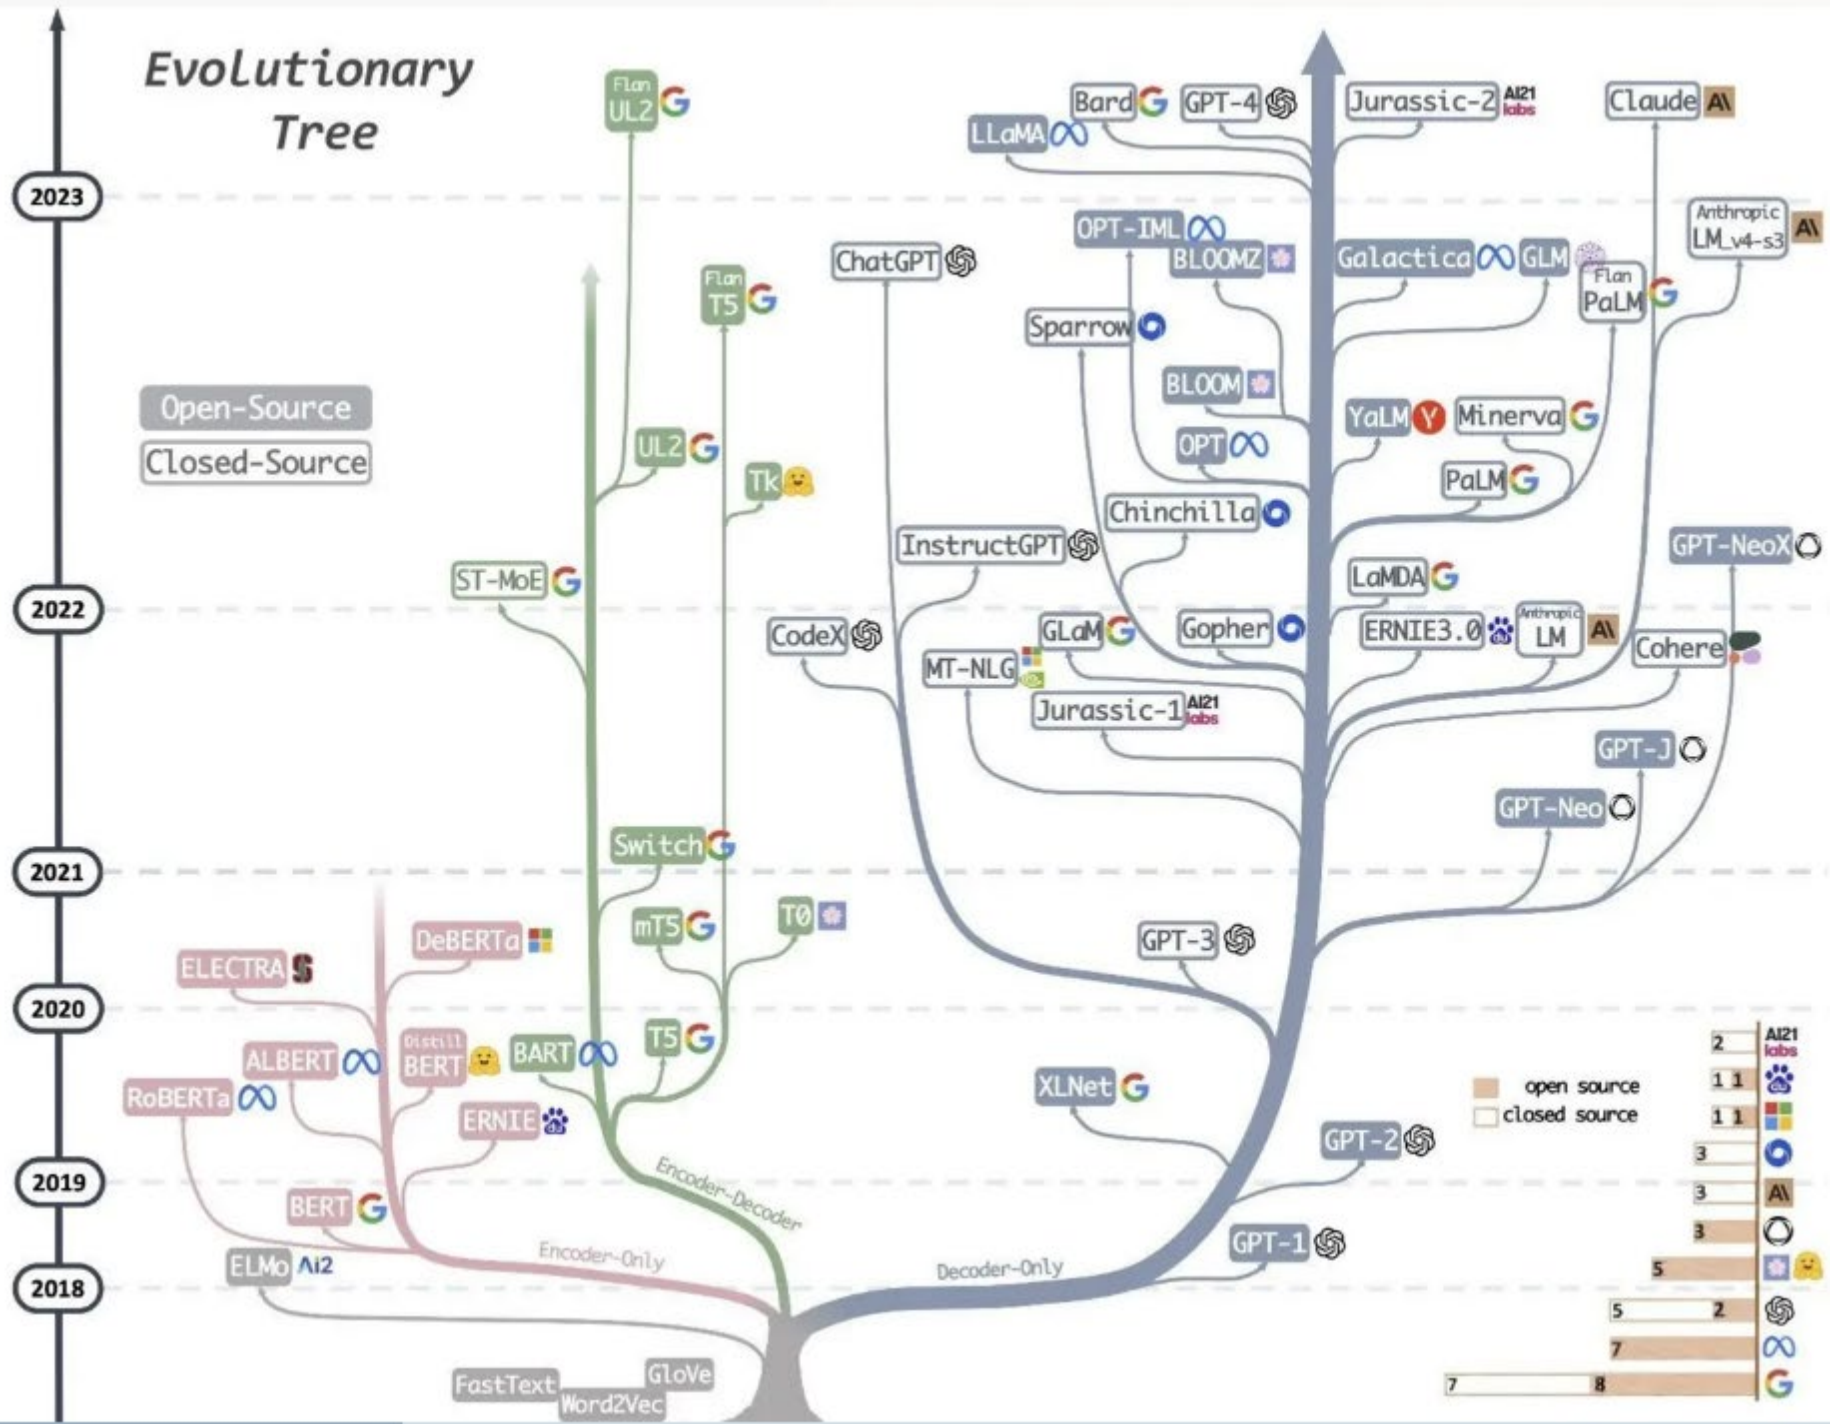 Evolutionary
Tree
2023
2022
2021
2020
2019
2018
Open-Source
Closed-Source
Flan
UL2
Flan
T5
UL2
Tk
ST-MoE
Switch
mT5
T0
T5
BART
DeBERTa
ELECTRA
ALBERT
Distill
BERT
RoBERTa
ERNIE
BERT
ELMo
AI2
Encoder-Only
Encoder-Decoder
Decoder-Only
FastText
Word2Vec
GloVe
LLaMA
Bard
GPT-4
Jurassic-2
AI21
labs
Claude
A\
Anthropic
LM_v4-s3
A\
ChatGPT
OPT-IML
BLOOMZ
Galactica
GLM
Flan
PaLM
Sparrow
BLOOM
YaLM
Y
Minerva
OPT
PaLM
Chinchilla
InstructGPT
GPT-NeoX
LaMDA
CodeX
GLaM
Gopher
ERNIE3.0
Anthropic
LM
A\
Cohere
MT-NLG
Jurassic-1
AI21
labs
GPT-J
GPT-Neo
GPT-3
XLNet
GPT-2
GPT-1
open source
closed source
2
AI21
labs
1 1
1 1
3
3
A\
3
5
5 2
7
7 8